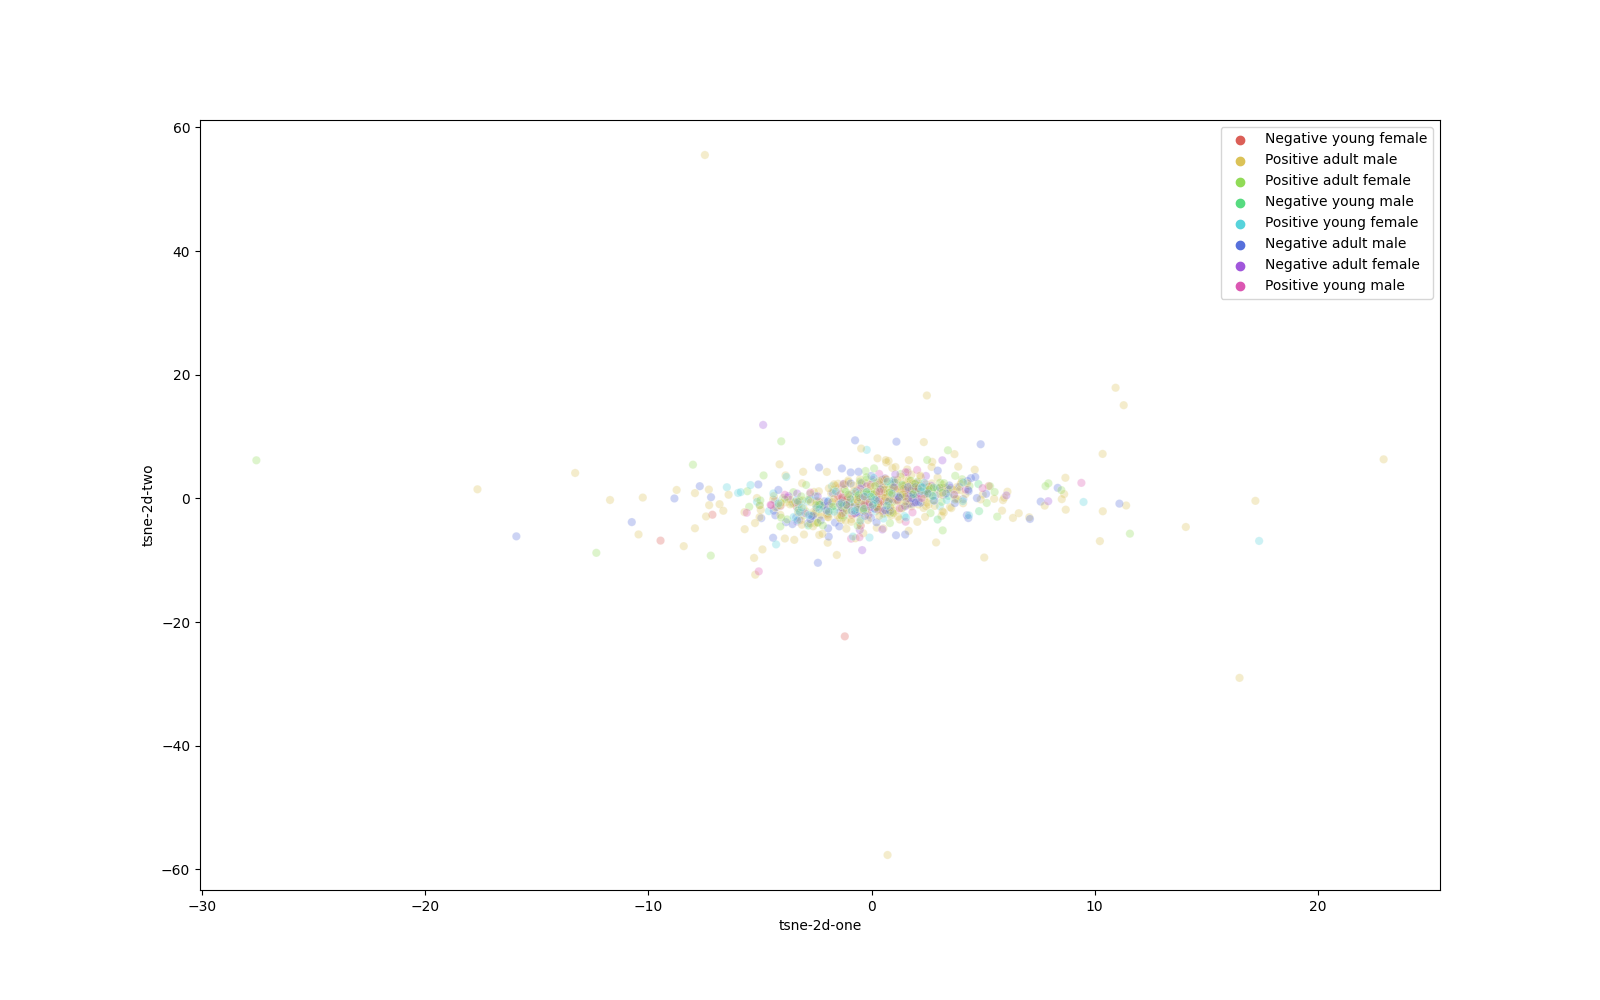 60
40
20
0
−20
−40
−60
tsne-2d-two
Negative young female
Positive adult male
Positive adult female
Negative young male
Positive young female
Negative adult male
Negative adult female
Positive young male
−30
−20
−10
0
10
20
tsne-2d-one